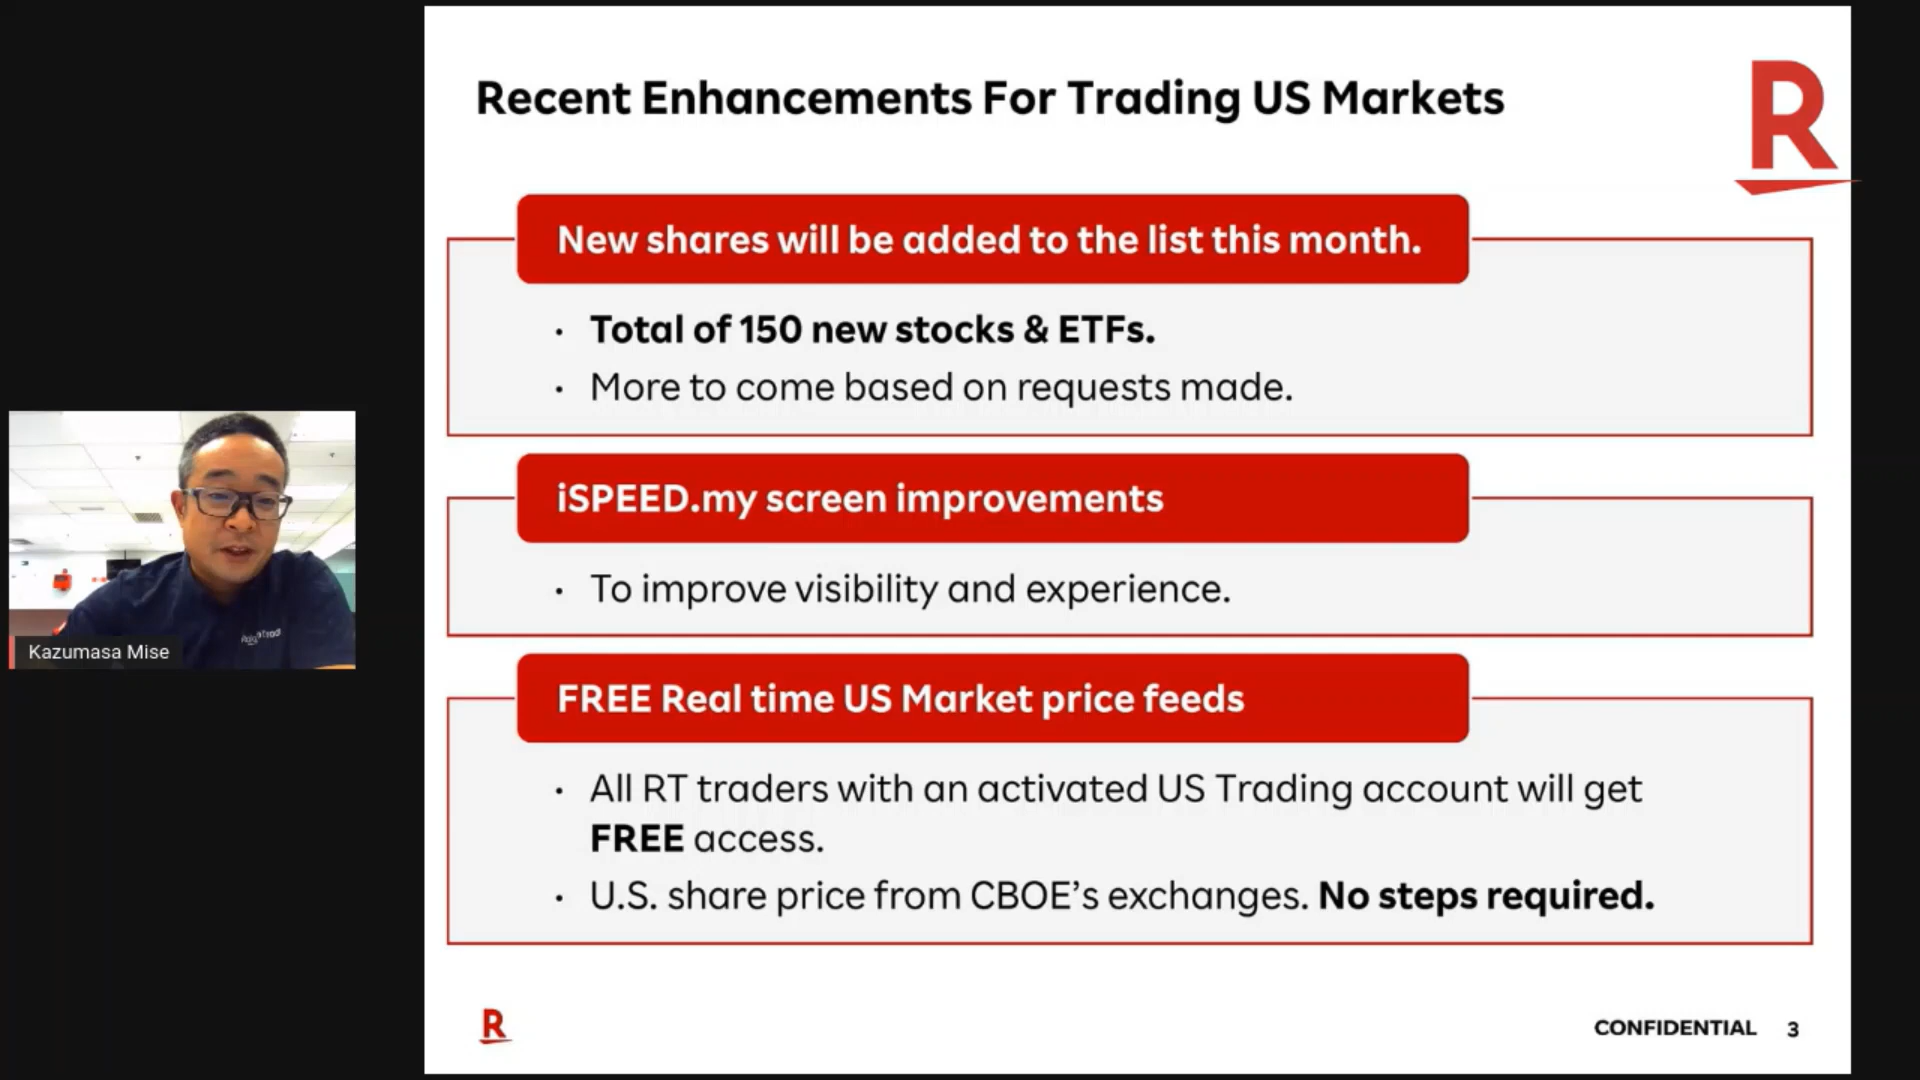 Recent Enhancements For Trading US Markets
R
New shares will be added to the list this month.
• Total of 150 new stocks & ETFs.
• More to come based on requests made.
iSPEED.my screen improvements
• To improve visibility and experience.
FREE Real time US Market price feeds
• All RT traders with an activated US Trading account will get
FREE access.
• U.S. share price from CBOE’s exchanges. No steps required.
R
CONFIDENTIAL 3
Kazumasa Mise